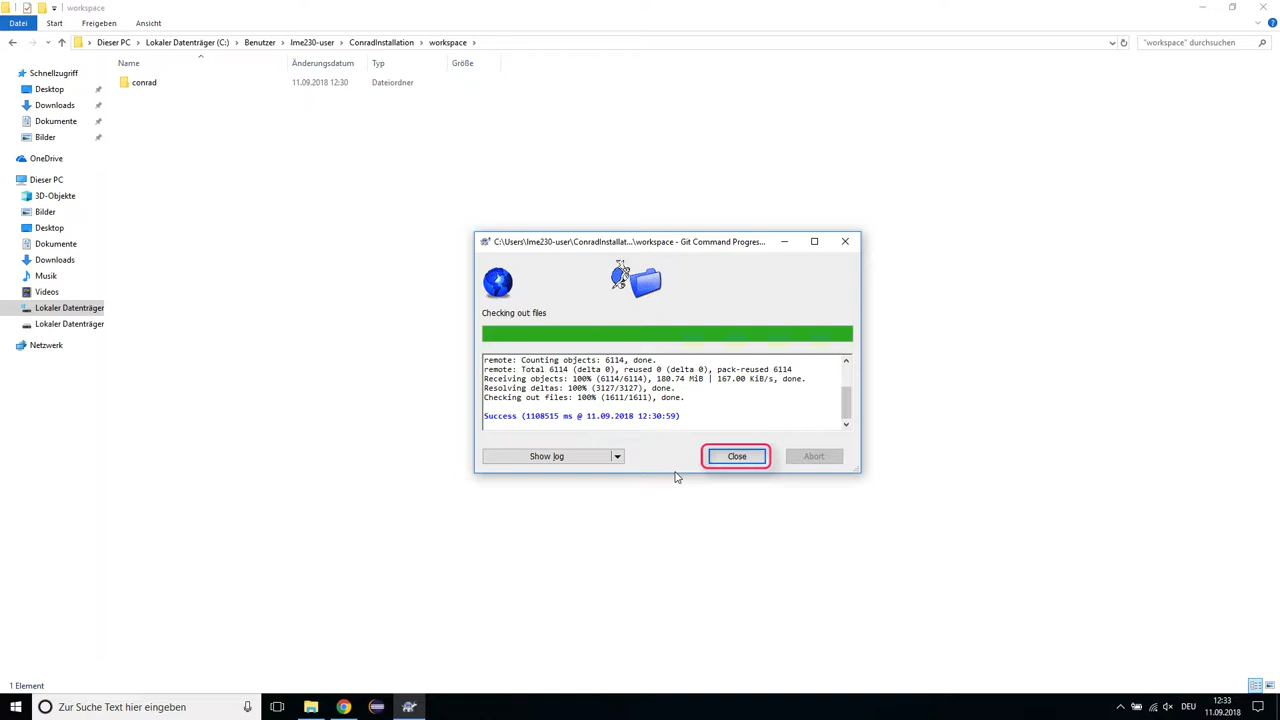 workspace
Datei Start Freigeben Ansicht
Dieser PC Lokaler Datenträger (C:) Benutzer lme230-user ConradInstallation workspace
"workspace" durchsuchen
Name Änderungsdatum Typ Größe
conrad 11.09.2018 12:30 Dateiordner
Schnellzugriff
Desktop
Downloads
Dokumente
Bilder
OneDrive
Dieser PC
3D-Objekte
Bilder
Desktop
Dokumente
Downloads
Musik
Videos
Lokaler Datenträger
Lokaler Datenträger
Netzwerk
C:\Users\lme230-user\ConradInstallat...\workspace - Git Command Progres...
Checking out files
remote: Counting objects: 6114, done.
remote: Total 6114 (delta 0), reused 0 (delta 0), pack-reused 6114
Receiving objects: 100% (6114/6114), 180.74 MiB | 167.00 KiB/s, done.
Resolving deltas: 100% (3127/3127), done.
Checking out files: 100% (1611/1611), done.
Success (1108515 ms @ 11.09.2018 12:30:59)
Show log Close Abort
1 Element
Zur Suche Text hier eingeben
DEU
12:33
11.09.2018